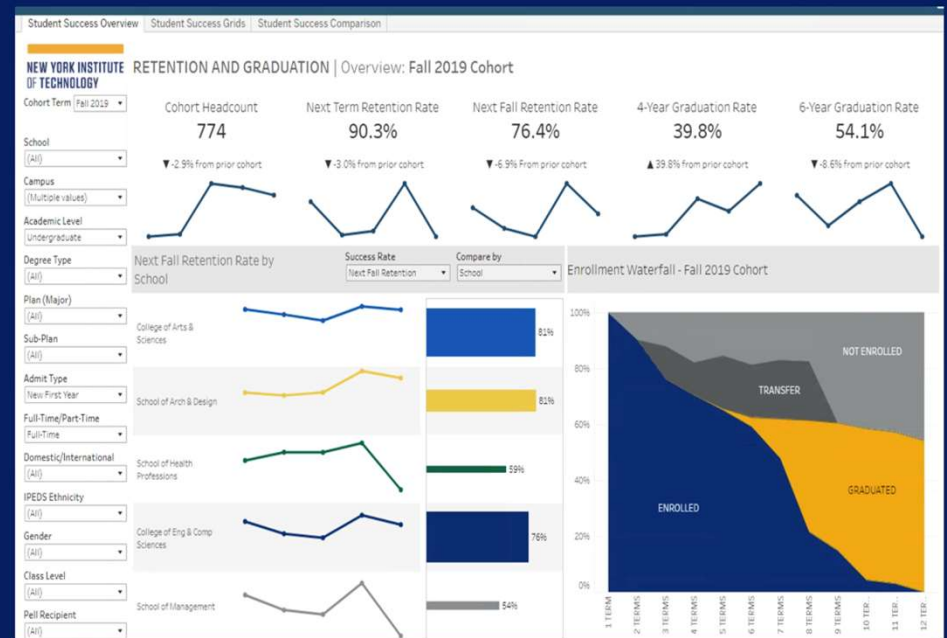 Student Success Overview
Student Success Grids
Student Success Comparison
NEW YORK INSTITUTE
OF TECHNOLOGY
RETENTION AND GRADUATION | Overview: Fall 2019 Cohort
Cohort Term
Fall 2019
School
(All)
Campus
(Multiple values)
Academic Level
Undergraduate
Degree Type
(All)
Plan (Major)
(All)
Sub-Plan
(All)
Admit Type
New First Year
Full-Time/Part-Time
Full-Time
Domestic/International
(All)
IPEDS Ethnicity
(All)
Gender
(All)
Class Level
(All)
Pell Recipient
(All)
Cohort Headcount
774
▼ -2.9% from prior cohort
Next Term Retention Rate
90.3%
▼ -3.0% from prior cohort
Next Fall Retention Rate
76.4%
▼ -6.9% from prior cohort
4-Year Graduation Rate
39.8%
▲ 39.8% from prior cohort
6-Year Graduation Rate
54.1%
▼ -8.6% from prior cohort
Next Fall Retention Rate by
School
Success Rate
Next Fall Retention
Compare by
School
College of Arts &
Sciences
81%
School of Arch & Design
81%
School of Health
Professions
59%
College of Eng & Comp
Sciences
76%
School of Management
54%
Enrollment Waterfall - Fall 2019 Cohort
100%
80%
60%
40%
20%
0%
NOT ENROLLED
TRANSFER
GRADUATED
ENROLLED
1 TERM
2 TERMS
3 TERMS
4 TERMS
5 TERMS
6 TERMS
7 TERMS
8 TERMS
9 TERMS
10 TER..
11 TER..
12 TER..